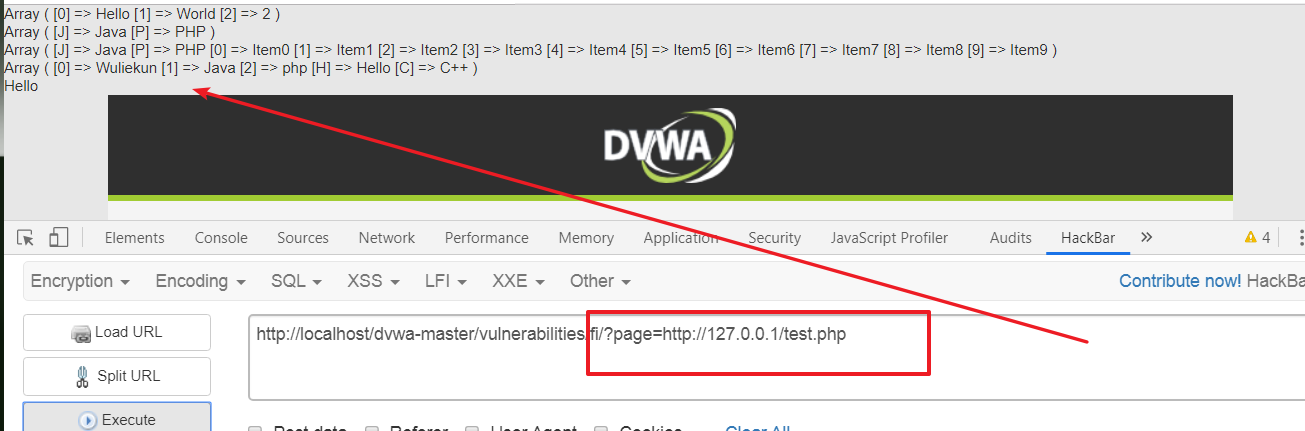 Array ( [0] => Hello [1] => World [2] => 2 )
Array ( [J] => Java [P] => PHP )
Array ( [J] => Java [P] => PHP [0] => Item0 [1] => Item1 [2] => Item2 [3] => Item3 [4] => Item4 [5] => Item5 [6] => Item6 [7] => Item7 [8] => Item8 [9] => Item9 )
Array ( [0] => Wuliekun [1] => Java [2] => php [H] => Hello [C] => C++ )
Hello
DVWA
Elements Console Sources Network Performance Memory Application Security JavaScript Profiler Audits HackBar » 4
Encryption Encoding SQL XSS LFI XXE Other Contribute now! HackBa
Load URL
http://localhost/dvwa-master/vulnerabilities/fi/?page=http://127.0.0.1/test.php
Split URL
Execute
Post data Referer User Agent Cookies Clear All